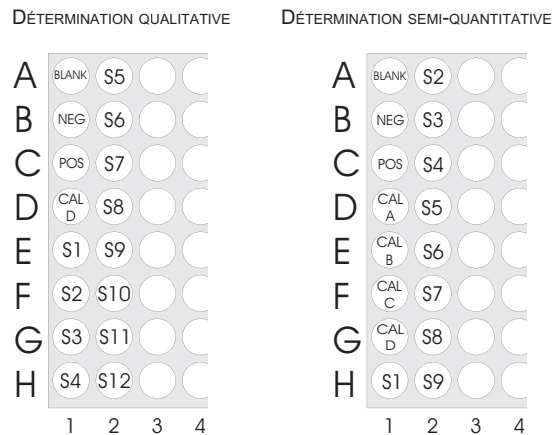 DÉTERMINATION QUALITATIVE
A BLANK S5
B NEG S6
C POS S7
D CAL D S8
E S1 S9
F S2 S10
G S3 S11
H S4 S12
1 2 3 4
DÉTERMINATION SEMI-QUANTITATIVE
A BLANK S2
B NEG S3
C POS S4
D CAL A S5
E CAL B S6
F CAL C S7
G CAL D S8
H S1 S9
1 2 3 4